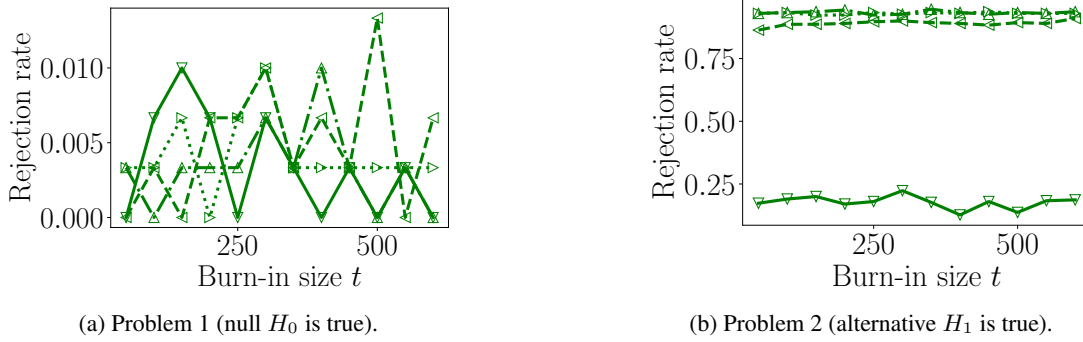 0.010
0.005
0.000
Rejection rate
250
500
Burn-in size t
(a) Problem 1 (null H0 is true).
0.75
0.50
0.25
Rejection rate
250
500
Burn-in size t
(b) Problem 2 (alternative H1 is true).